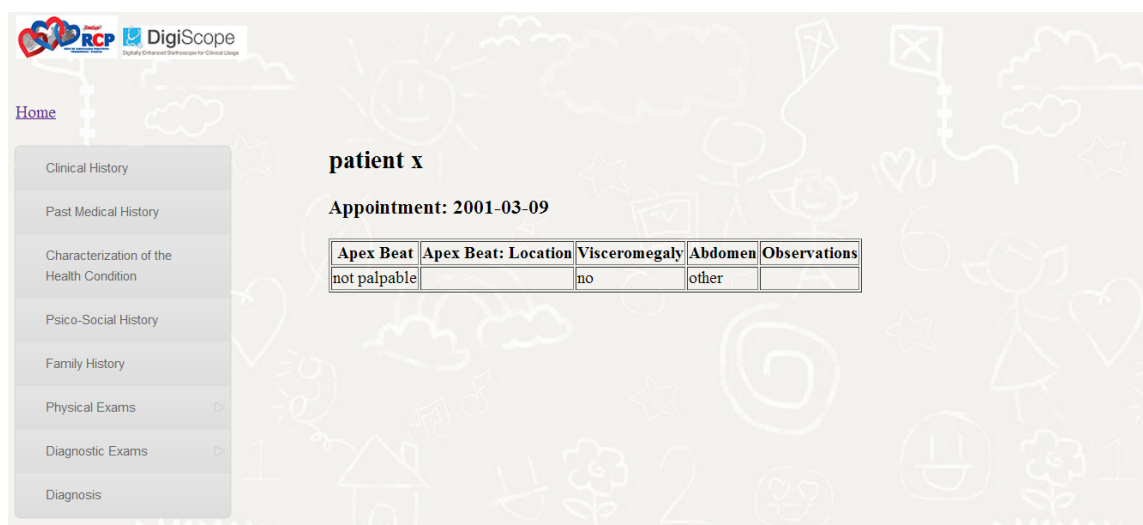 RCP
DigiScope
Digitally Enhanced Stethoscope for Clinical Usage
Home
Clinical History
Past Medical History
Characterization of the
Health Condition
Psico-Social History
Family History
Physical Exams
Diagnostic Exams
Diagnosis
patient x
Appointment: 2001-03-09
Apex Beat Apex Beat: Location Visceromegaly Abdomen Observations
not palpable no other